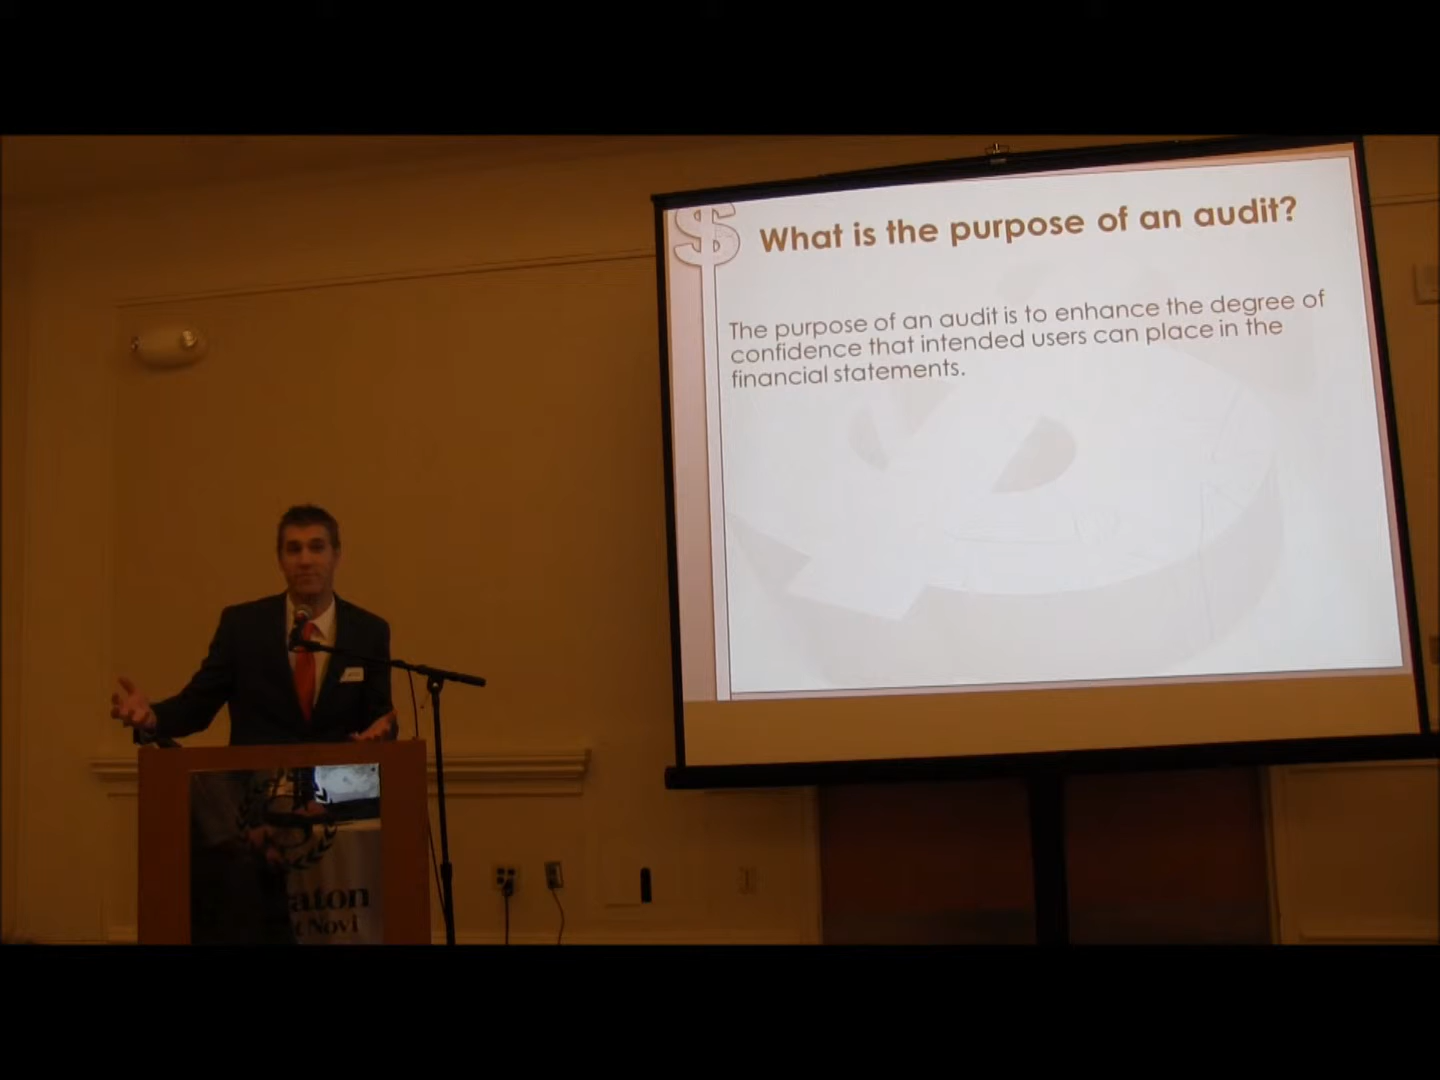 $ What is the purpose of an audit?
The purpose of an audit is to enhance the degree of
confidence that intended users can place in the
financial statements.
aton
Novi